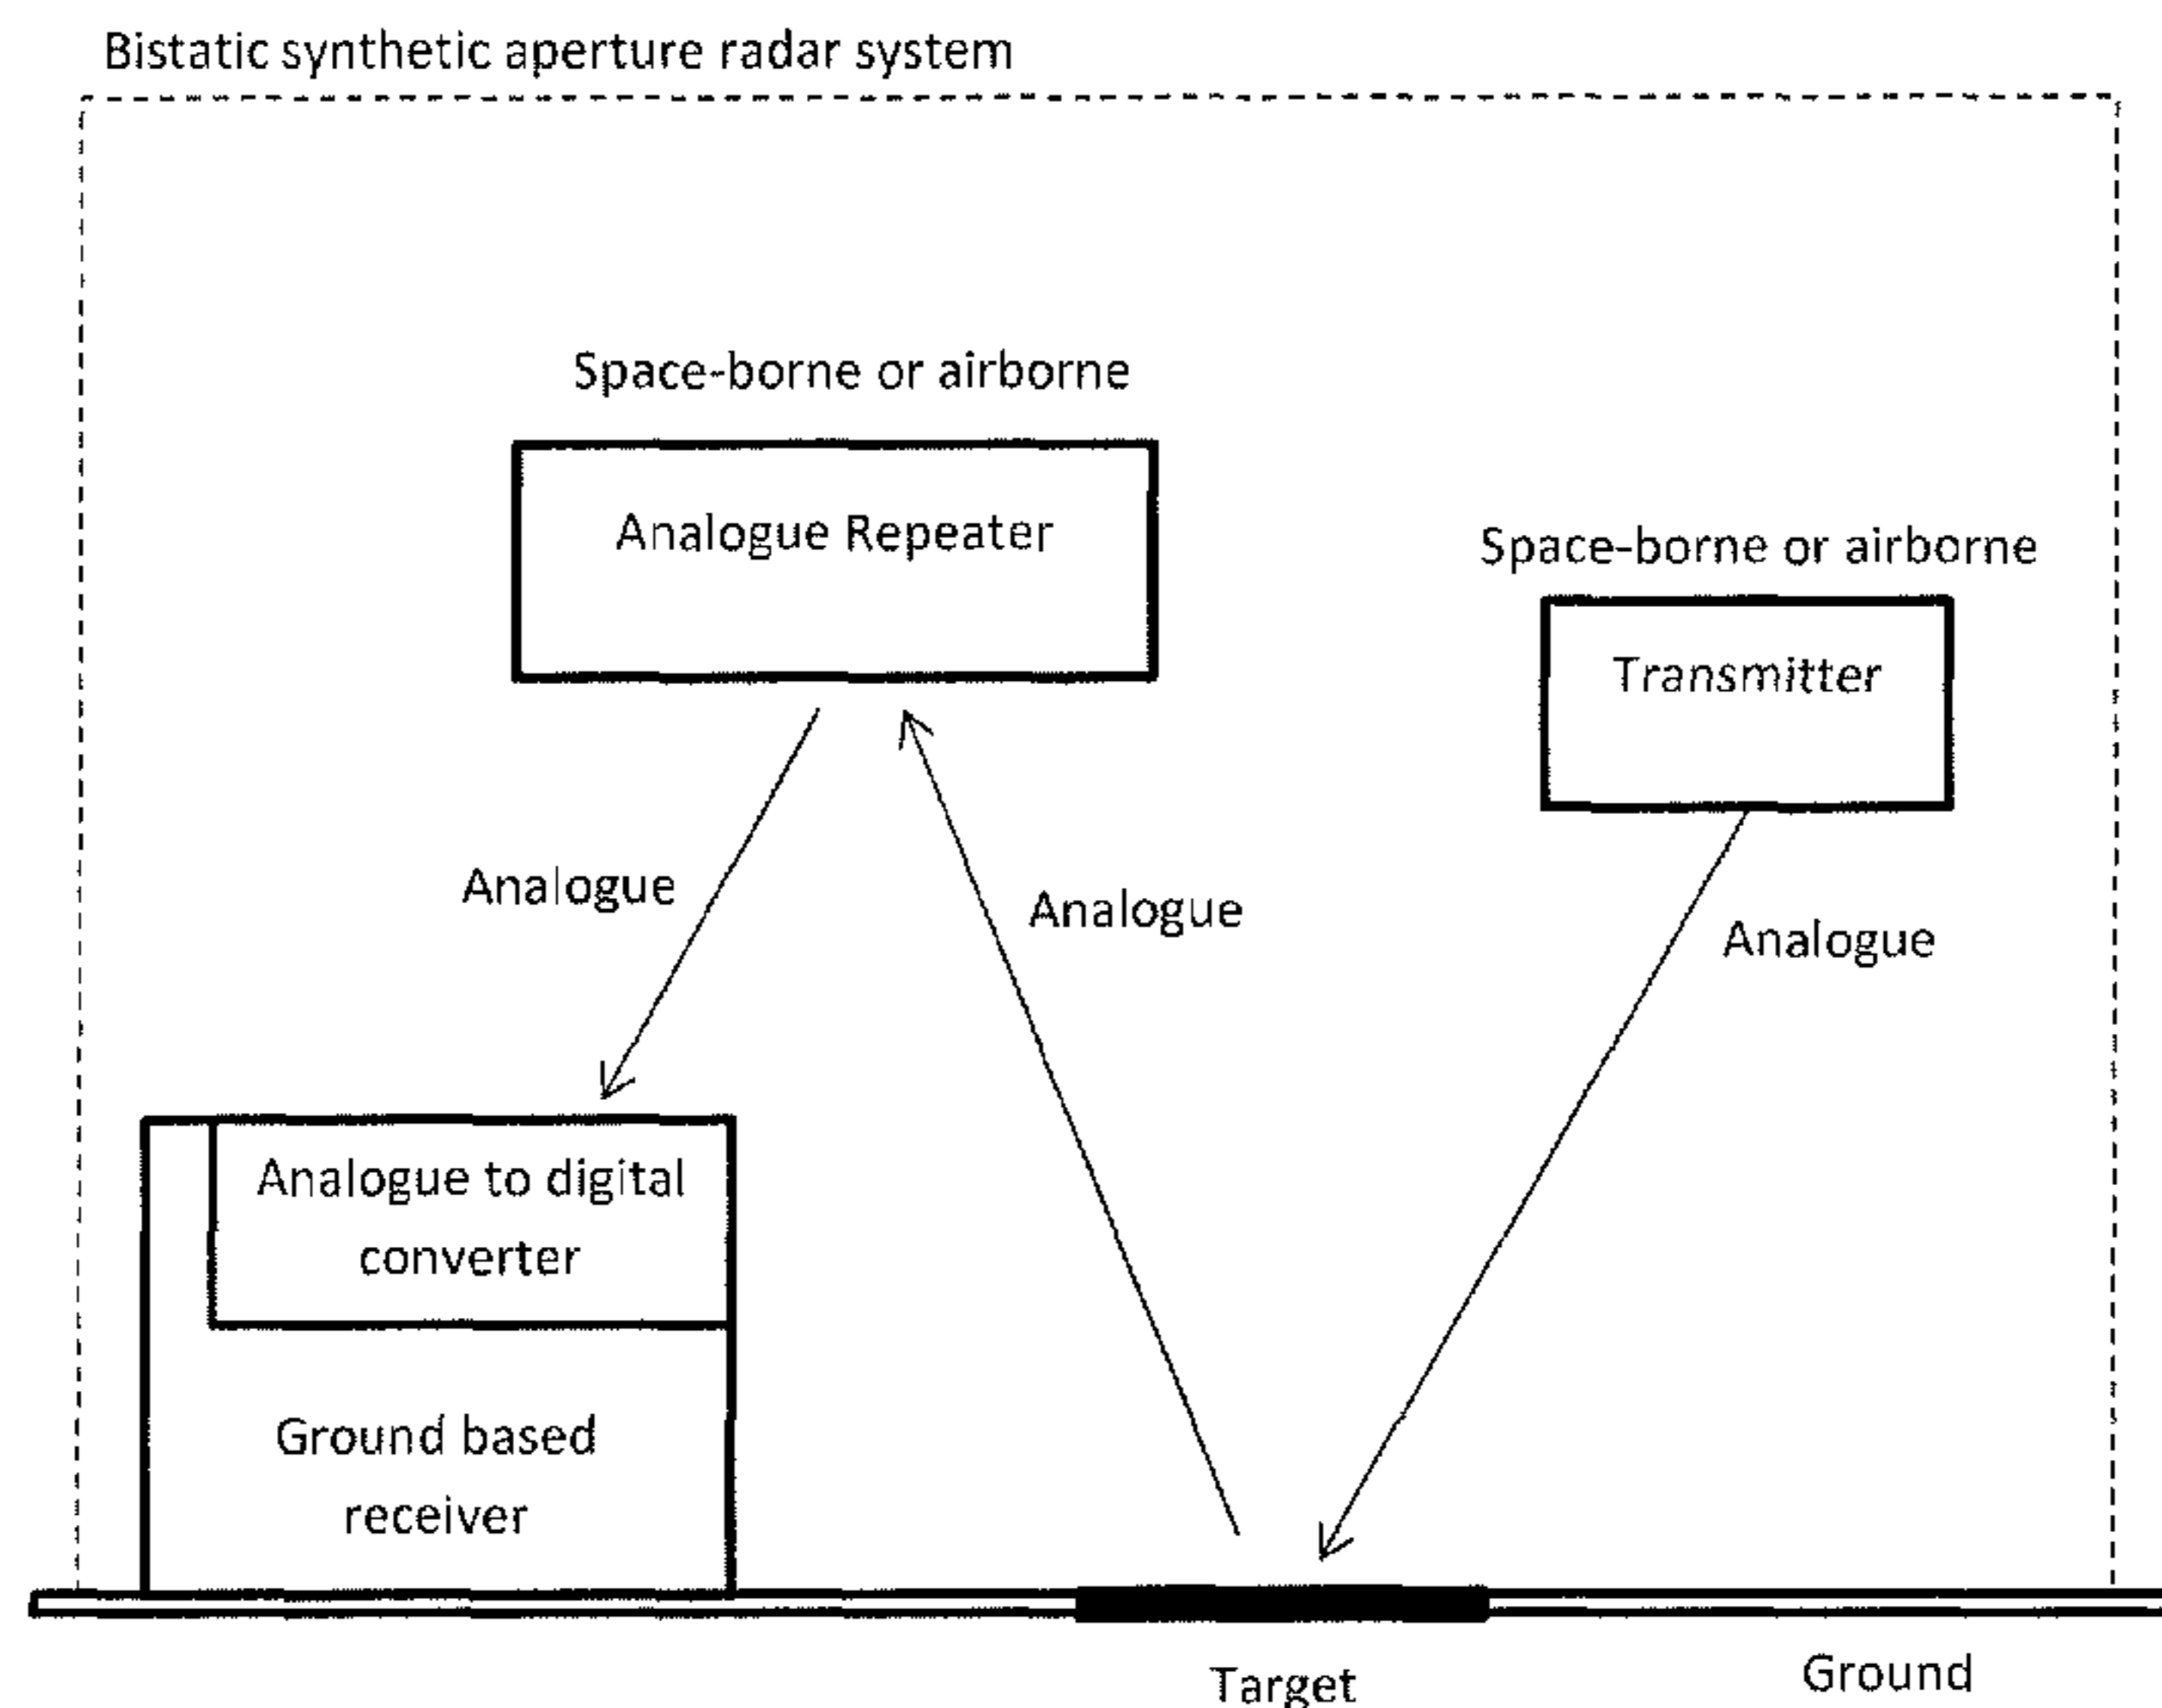 Bistatic synthetic aperture radar system
Space-borne or airborne
Analogue Repeater
Space-borne or airborne
Transmitter
Analogue
Analogue
Analogue
Analogue to digital
converter
Ground based
receiver
Target
Ground